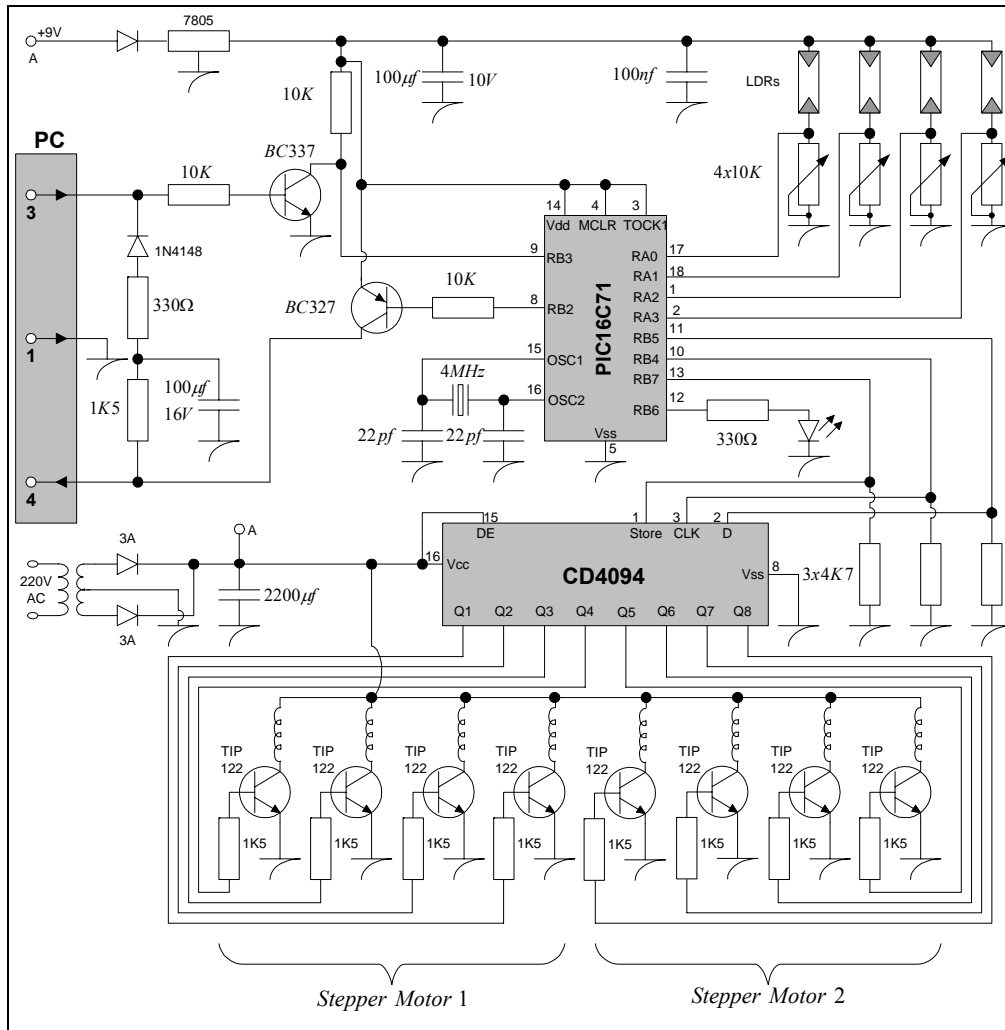 +9V
A
7805
10K
100µf
10V
100nf
LDRs
4x10K
PC
3
10K
BC337
1N4148
330Ω
1
1K5
100µf
16V
4
BC327
10K
14
4
3
Vdd
MCLR
TOCK1
9
RB3
8
RB2
15
OSC1
16
OSC2
PIC16C71
RA0
17
RA1
18
RA2
1
RA3
2
RB5
11
RB4
10
RB7
13
RB6
12
Vss
5
4MHz
22pf
22pf
330Ω
3x4K7
220V
AC
3A
3A
A
2200µf
15
DE
16
Vcc
1
Store
3
CLK
2
D
CD4094
Vss
8
Q1
Q2
Q3
Q4
Q5
Q6
Q7
Q8
TIP
122
TIP
122
TIP
122
TIP
122
TIP
122
TIP
122
TIP
122
TIP
122
1K5
1K5
1K5
1K5
1K5
1K5
1K5
1K5
Stepper Motor 1
Stepper Motor 2